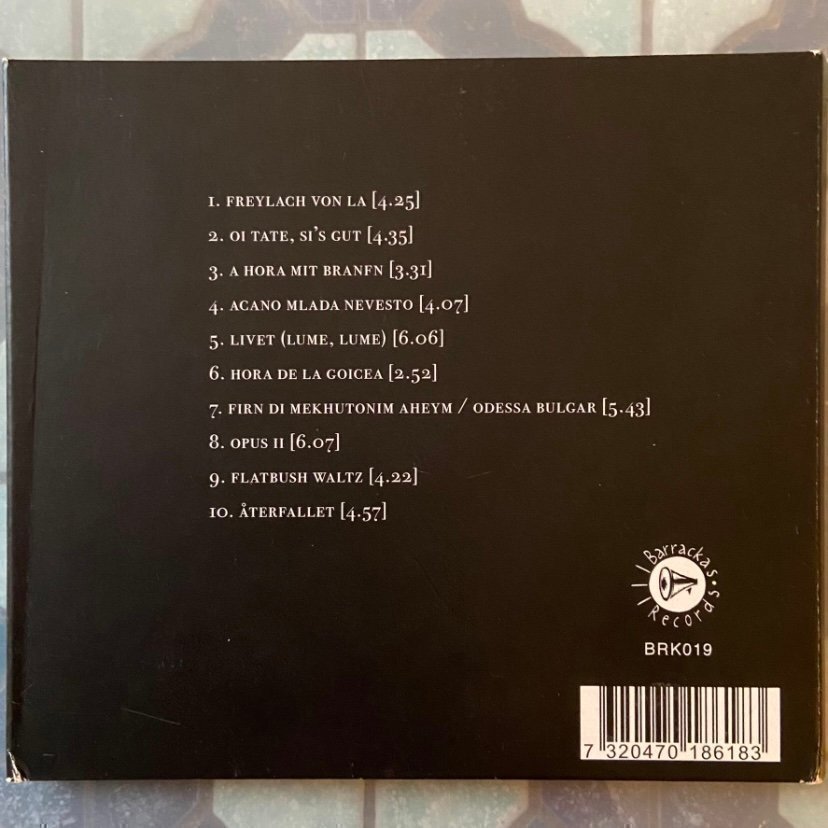 1. FREYLACH VON LA [4.25]
2. OI TATE, SI'S GUT [4.35]
3. A HORA MIT BRANFN [3.31]
4. ACANO MLADA NEVESTO [4.07]
5. LIVET (LUME, LUME) [6.06]
6. HORA DE LA GOICEA [2.52]
7. FIRN DI MEKHUTONIM AHEYM / ODESSA BULGAR [5.43]
8. OPUS 11 [6.07]
9. FLATBUSH WALTZ [4.22]
10. ÅTERFALLET [4.57]
Barrackas
Records
BRK019
7 320470 186183